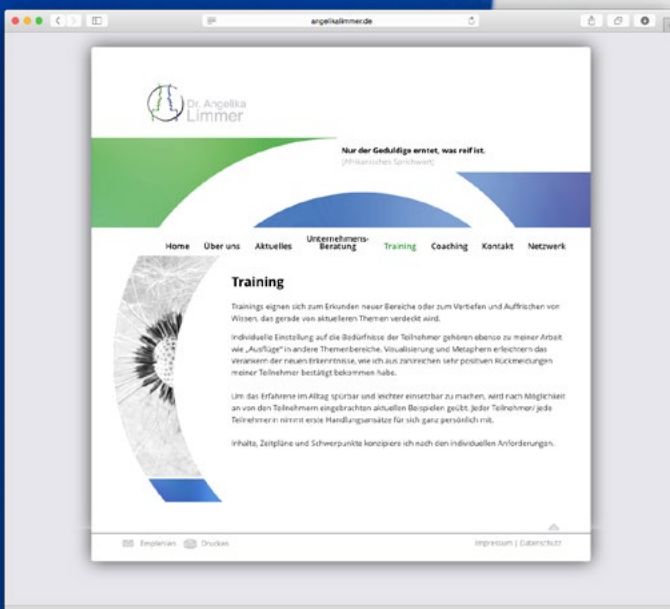 angelikalimmer.de
Dr. Angelika
Limmer
Nur der Geduldige erntet, was reif ist.
(Afrikanisches Sprichwort)
Home Über uns Aktuelles Unternehmens-
Beratung Training Coaching Kontakt Netzwerk
Training
Trainings eignen sich zum Erkunden neuer Bereiche oder zum Vertiefen und Auffrischen von
Wissen, das gerade von aktuelleren Themen verdeckt wird.
Individuelle Einstellung auf die Bedürfnisse der Teilnehmer gehören ebenso zu meiner Arbeit
wie „Ausflüge“ in andere Themenbereiche. Visualisierung und Metaphern erleichtern das
Verankern der neuen Erkenntnisse, wie ich aus zahlreichen sehr positiven Rückmeldungen
meiner Teilnehmer bestätigt bekommen habe.
Um das Erfahrene im Alltag spürbar und leichter einsetzbar zu machen, wird nach Möglichkeit
an von den Teilnehmern eingebrachten aktuellen Beispielen geübt. Jeder Teilnehmer/ jede
Teilnehmerin nimmt erste Handlungsansätze für sich ganz persönlich mit.
Inhalte, Zeitpläne und Schwerpunkte konzipiere ich nach den individuellen Anforderungen.
Empfehlen Drucken
Impressum | Datenschutz